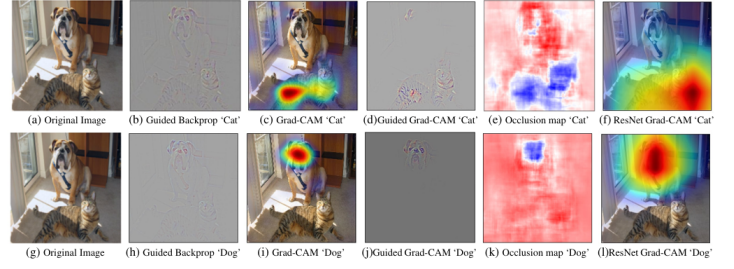 (a) Original Image (b) Guided Backprop ‘Cat’ (c) Grad-CAM ‘Cat’ (d)Guided Grad-CAM ‘Cat’ (e) Occlusion map ‘Cat’ (f) ResNet Grad-CAM ‘Cat’
(g) Original Image (h) Guided Backprop ‘Dog’ (i) Grad-CAM ‘Dog’ (j)Guided Grad-CAM ‘Dog’ (k) Occlusion map ‘Dog’ (l)ResNet Grad-CAM ‘Dog’